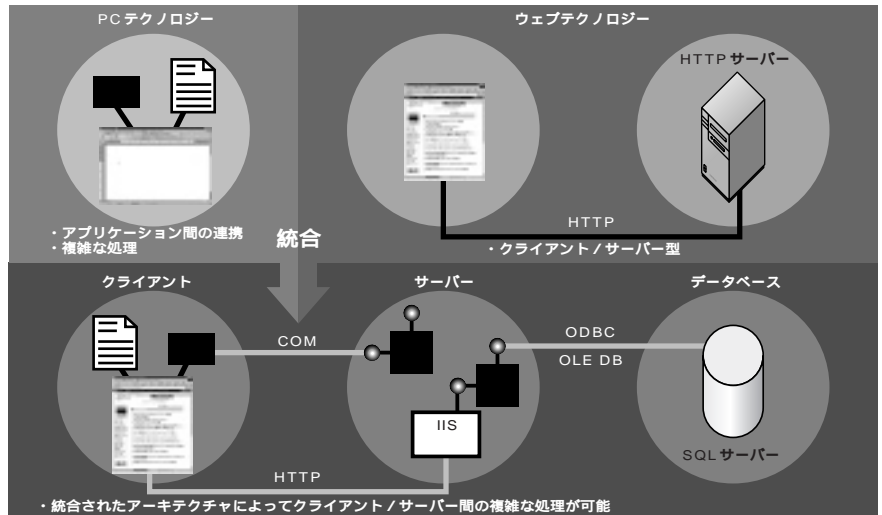 PCテクノロジー
ウェブテクノロジー
HTTPサーバー
HTTP
・アプリケーション間の連携
・複雑な処理
・クライアント/サーバー型
統合
クライアント
サーバー
データベース
COM
ODBC
OLE DB
IIS
SQLサーバー
HTTP
・統合されたアーキテクチャによってクライアント/サーバー間の複雑な処理が可能